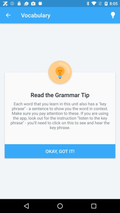 8:00
Vocabulary
Read the Grammar Tip
Each word that you learn in this unit also has a "key
phrase" - a sentence to show you the word in context.
Make sure you pay attention to these. If you are using
the app, look out for the instruction "listen to the key
phrase" - you'll need to click on this to see and hear the
key phrase.
OKAY, GOT IT!